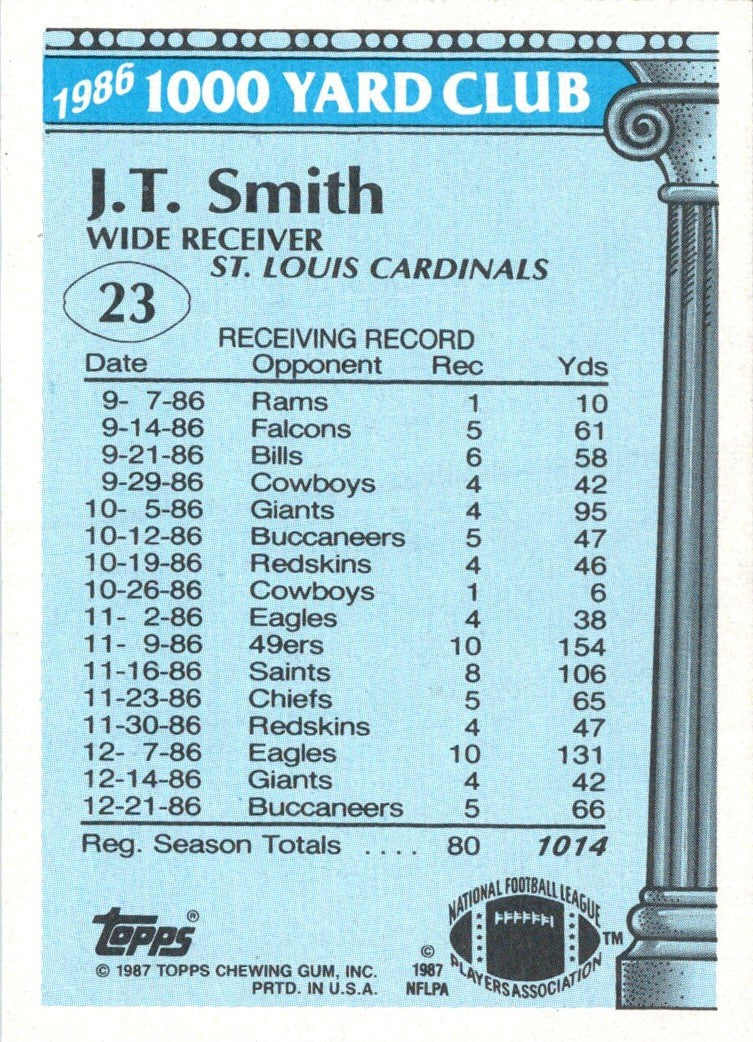 1986 1000 YARD CLUB
J.T. Smith
WIDE RECEIVER
ST. LOUIS CARDINALS
23
RECEIVING RECORD
Date Opponent Rec Yds
9- 7-86 Rams 1 10
9-14-86 Falcons 5 61
9-21-86 Bills 6 58
9-29-86 Cowboys 4 42
10- 5-86 Giants 4 95
10-12-86 Buccaneers 5 47
10-19-86 Redskins 4 46
10-26-86 Cowboys 1 6
11- 2-86 Eagles 4 38
11- 9-86 49ers 10 154
11-16-86 Saints 8 106
11-23-86 Chiefs 5 65
11-30-86 Redskins 4 47
12- 7-86 Eagles 10 131
12-14-86 Giants 4 42
12-21-86 Buccaneers 5 66
Reg. Season Totals .... 80 1014
Topps®
© 1987 TOPPS CHEWING GUM, INC.
PRTD. IN U.S.A.
©
1987
NFLPA
NATIONAL FOOTBALL LEAGUE
PLAYERS ASSOCIATION
TM